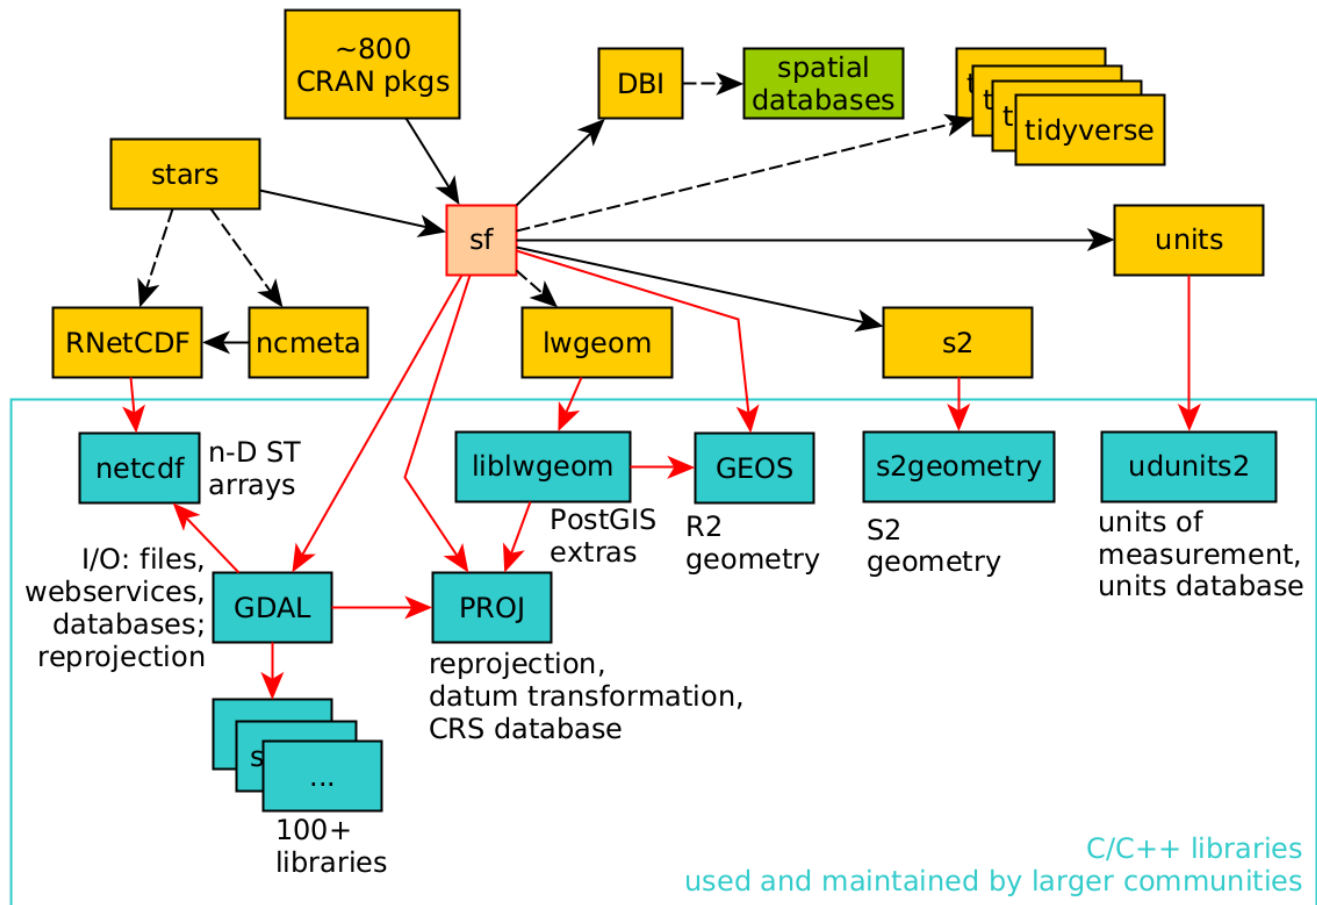 ~800
CRAN pkgs
DBI
spatial
databases
t
t
t
tidyverse
stars
sf
units
RNetCDF
ncmeta
lwgeom
s2
netcdf
n-D ST
arrays
liblwgeom
GEOS
s2geometry
udunits2
PostGIS
extras
R2
geometry
S2
geometry
units of
measurement,
units database
I/O: files,
webservices,
databases;
reprojection
GDAL
PROJ
reprojection,
datum transformation,
CRS database
s
...
100+
libraries
C/C++ libraries
used and maintained by larger communities